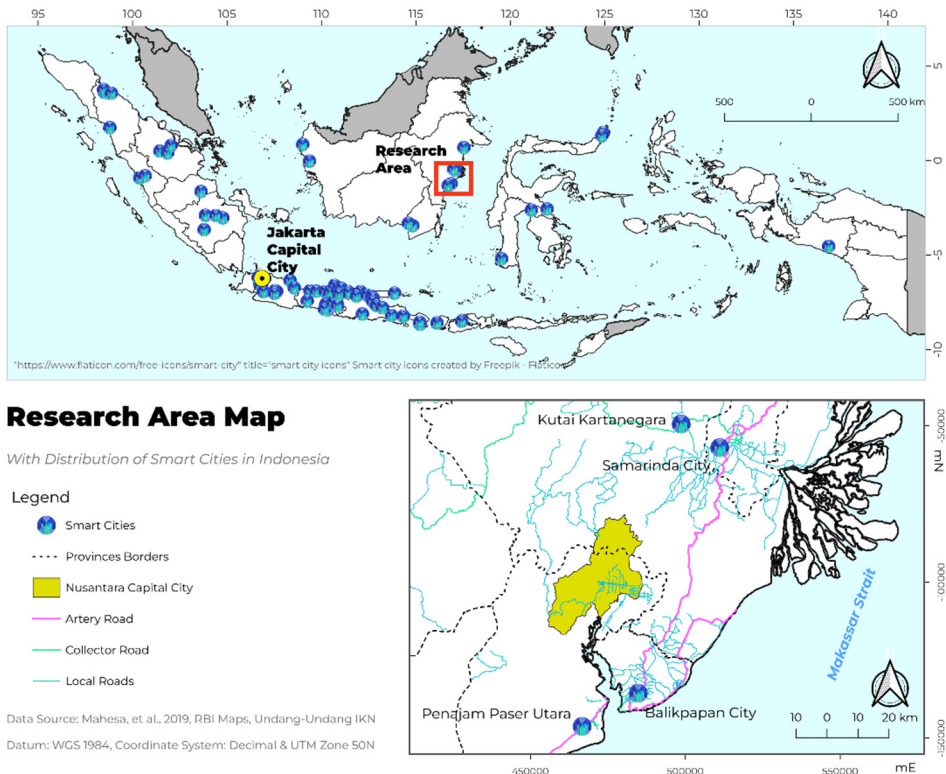 95 100 105 110 115 120 125 130 135 140
500 0 500 km
5
0
-5
-10
Research
Area
Jakarta
Capital
City
"https://www.flaticon.com/free-icons/smart-city" title="smart city icons" Smart city icons created by Freepik - Flaticon
Research Area Map
With Distribution of Smart Cities in Indonesia
Legend
Smart Cities
Provinces Borders
Nusantara Capital City
Artery Road
Collector Road
Local Roads
Data Source: Mahesa, et al., 2019, RBI Maps, Undang-Undang IKN
Datum: WGS 1984, Coordinate System: Decimal & UTM Zone 50N
Kutai Kartanegara
Samarinda City
Makassar Strait
Penajam Paser Utara
Balikpapan City
N
10 0 10 20 km
-50000
mN
-100000
-150000
450000 500000 550000 mE